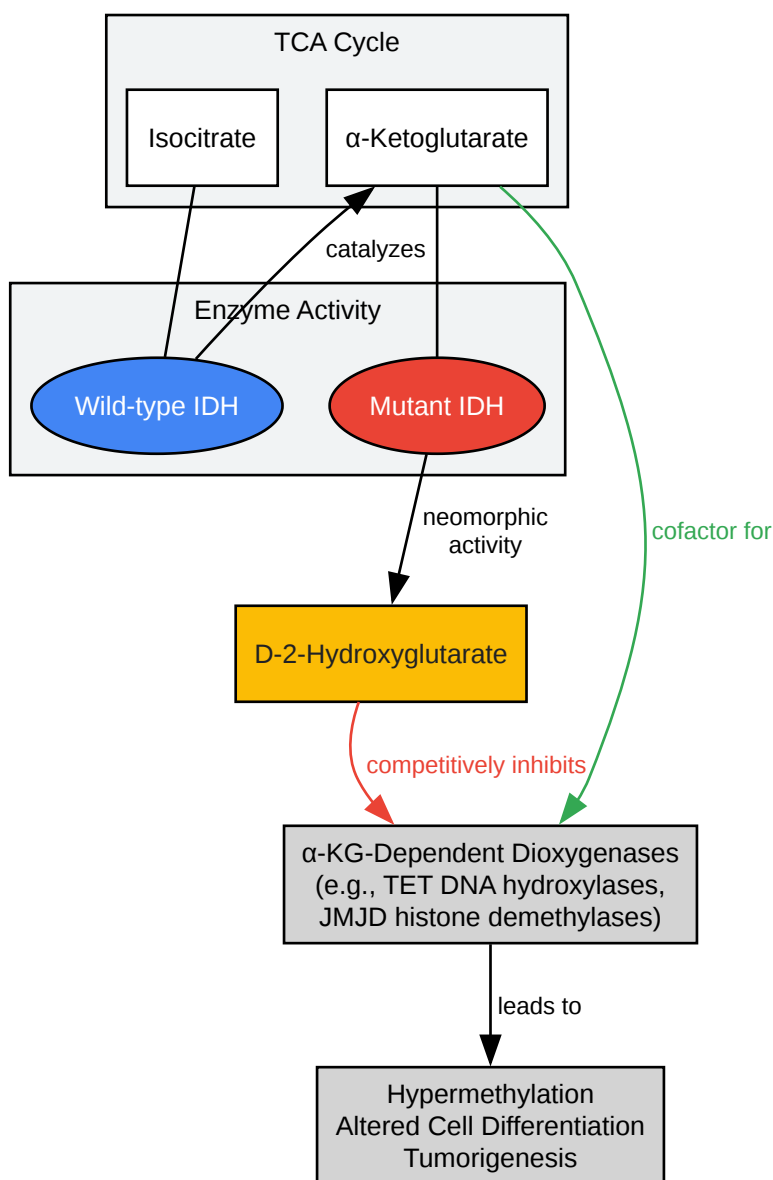 TCA Cycle
Isocitrate
α-Ketoglutarate
catalyzes
Enzyme Activity
Wild-type IDH
Mutant IDH
neomorphic
activity
cofactor for
D-2-Hydroxyglutarate
competitively inhibits
α-KG-Dependent Dioxygenases
(e.g., TET DNA hydroxylases,
JMJD histone demethylases)
leads to
Hypermethylation
Altered Cell Differentiation
Tumorigenesis